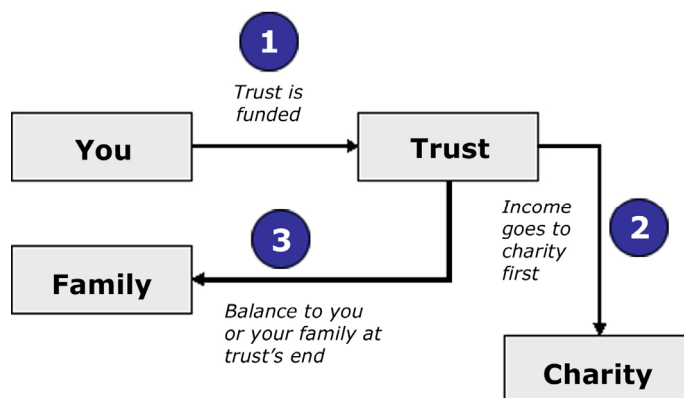 1
Trust is
funded
You
Trust
Income
goes to
charity
first
2
3
Family
Balance to you
or your family at
trust's end
Charity